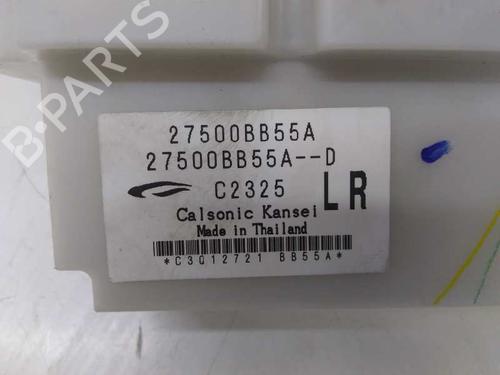 27500BB55A
27500BB55A--D
C2325 LR
Calsonic Kansei
Made in Thailand
*C3012721 BB55A*
B-PARTS